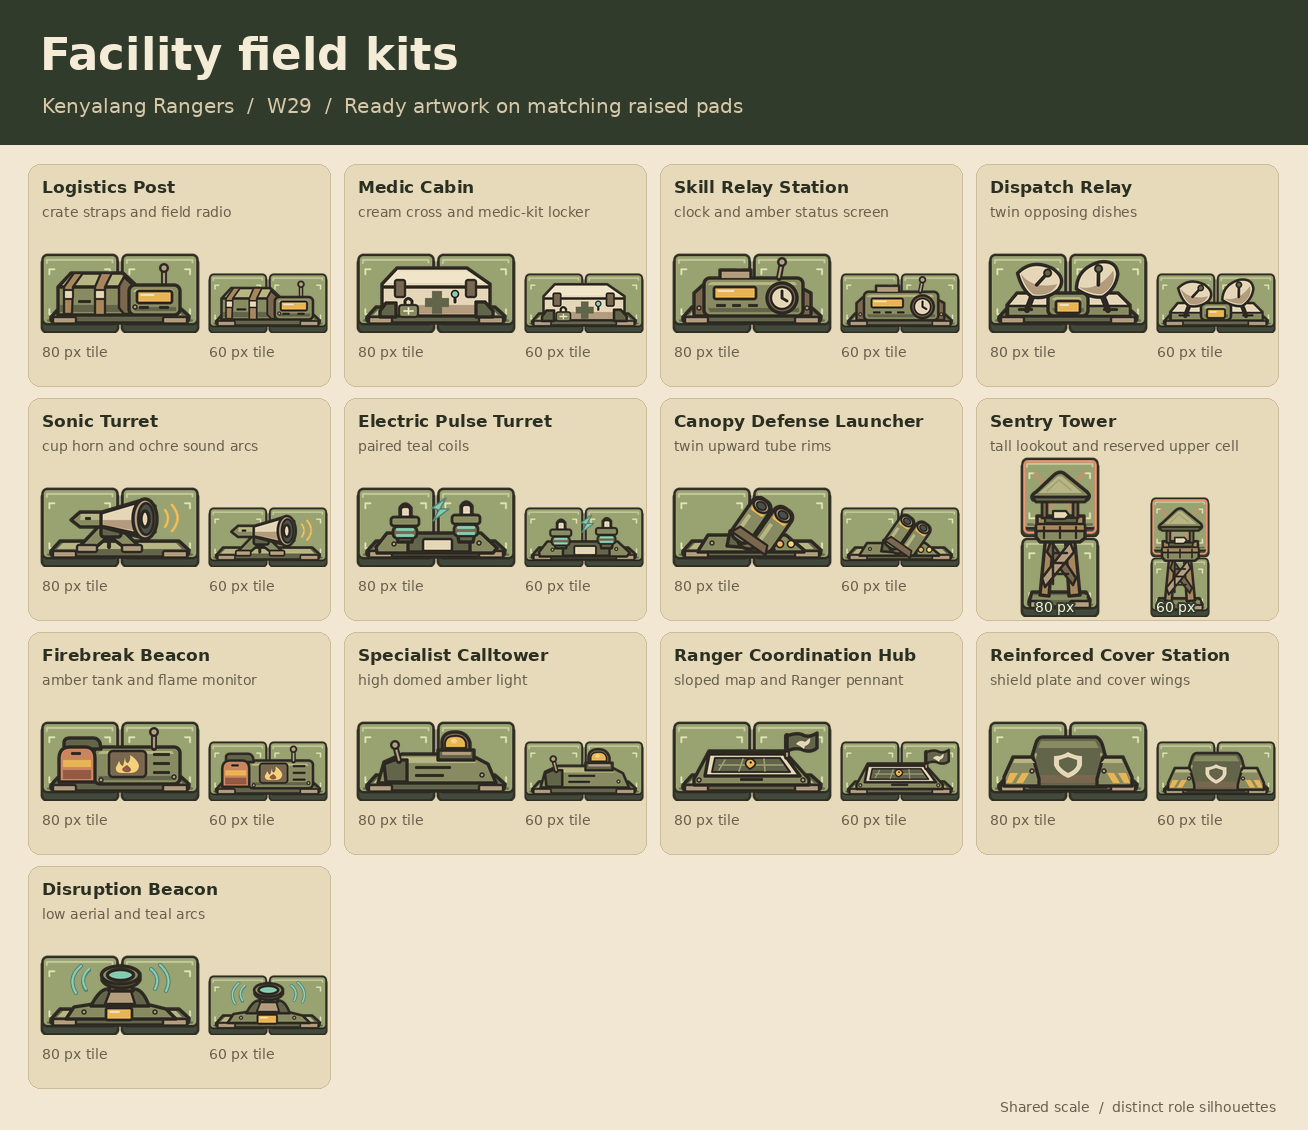 Facility field kits
Kenyalang Rangers / W29 / Ready artwork on matching raised pads
Logistics Post
crate straps and field radio
80 px tile
60 px tile
Medic Cabin
cream cross and medic-kit locker
80 px tile
60 px tile
Skill Relay Station
clock and amber status screen
80 px tile
60 px tile
Dispatch Relay
twin opposing dishes
80 px tile
60 px tile
Sonic Turret
cup horn and ochre sound arcs
80 px tile
60 px tile
Electric Pulse Turret
paired teal coils
80 px tile
60 px tile
Canopy Defense Launcher
twin upward tube rims
80 px tile
60 px tile
Sentry Tower
tall lookout and reserved upper cell
80 px
60 px
Firebreak Beacon
amber tank and flame monitor
80 px tile
60 px tile
Specialist Calltower
high domed amber light
80 px tile
60 px tile
Ranger Coordination Hub
sloped map and Ranger pennant
80 px tile
60 px tile
Reinforced Cover Station
shield plate and cover wings
80 px tile
60 px tile
Disruption Beacon
low aerial and teal arcs
80 px tile
60 px tile
Shared scale / distinct role silhouettes